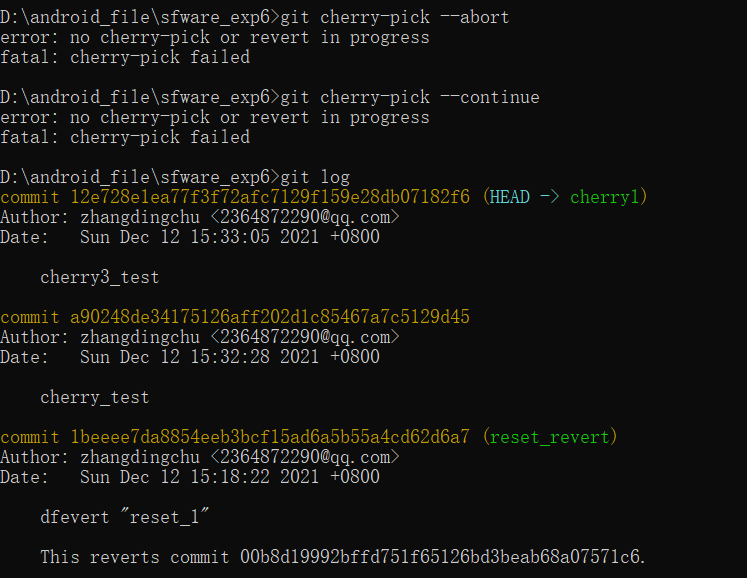 D:\android_file\sfware_exp6>git cherry-pick --abort
error: no cherry-pick or revert in progress
fatal: cherry-pick failed
D:\android_file\sfware_exp6>git cherry-pick --continue
error: no cherry-pick or revert in progress
fatal: cherry-pick failed
D:\android_file\sfware_exp6>git log
commit 12e728e1ea77f3f72afc7129f159e28db07182f6 (HEAD -> cherry1)
Author: zhangdingchu <2364872290@qq.com>
Date:   Sun Dec 12 15:33:05 2021 +0800
cherry3_test
commit a90248de34175126aff202d1c85467a7c5129d45
Author: zhangdingchu <2364872290@qq.com>
Date:   Sun Dec 12 15:32:28 2021 +0800
cherry_test
commit 1beeee7da8854eeb3bcf15ad6a5b55a4cd62d6a7 (reset_revert)
Author: zhangdingchu <2364872290@qq.com>
Date:   Sun Dec 12 15:18:22 2021 +0800
dfevert "reset_1"
This reverts commit 00b8d19992bffd751f65126bd3beab68a07571c6.